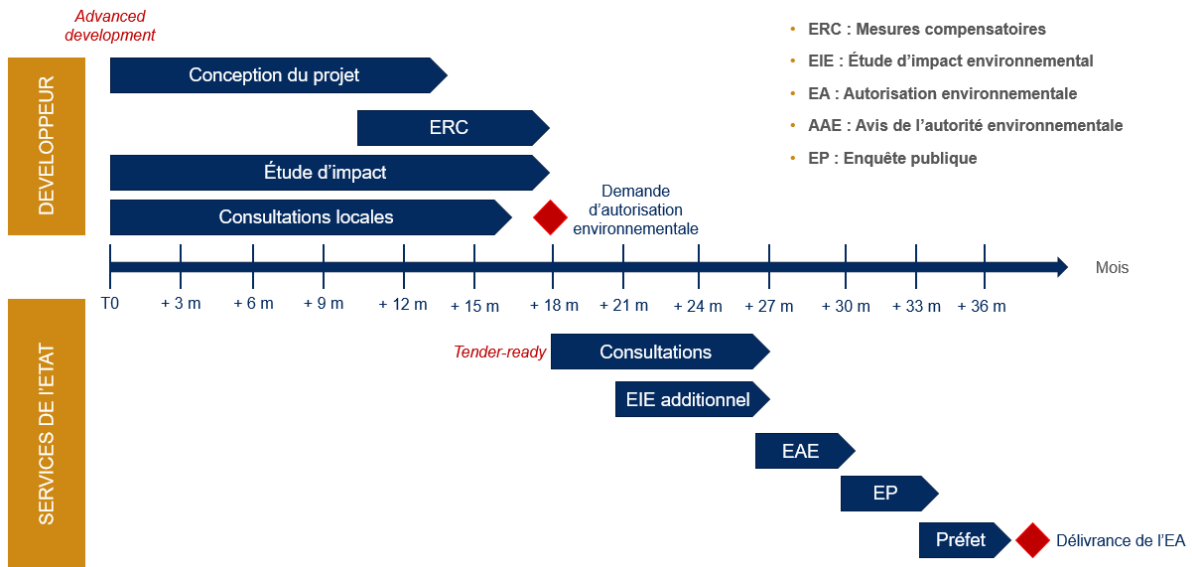 Advanced
development
DEVELOPPEUR
Conception du projet
ERC
Étude d’impact
Consultations locales
Demande
d’autorisation
environnementale
• ERC : Mesures compensatoires
• EIE : Étude d’impact environnemental
• EA : Autorisation environnementale
• AAE : Avis de l’autorité environnementale
• EP : Enquête publique
Mois
T0 + 3 m + 6 m + 9 m + 12 m + 15 m + 18 m + 21 m + 24 m + 27 m + 30 m + 33 m + 36 m
SERVICES DE l’ETAT
Tender-ready
Consultations
EIE additionnel
EAE
EP
Préfet
Délivrance de l’EA